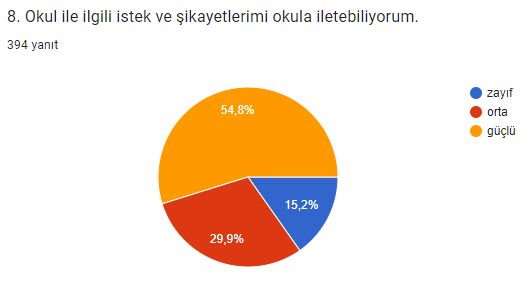 8. Okul ile ilgili istek ve şikayetlerimi okula iletebiliyorum.
394 yanıt
zayıf
orta
güçlü
54,8%
15,2%
29,9%